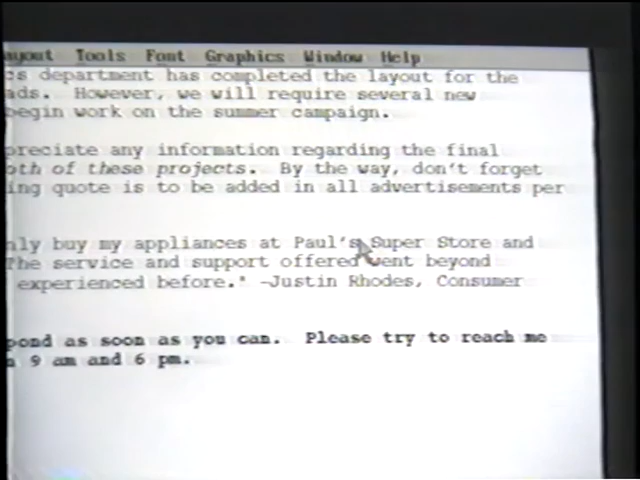 ayout Tools Font Graphics Window Help
cs department has completed the layout for the
ads. However, we will require several new
begin work on the summer campaign.
preciate any information regarding the final
oth of these projects. By the way, don't forget
ing quote is to be added in all advertisements per
nly buy my appliances at Paul's Super Store and
The service and support offered went beyond
experienced before." -Justin Rhodes, Consumer
pond as soon as you can. Please try to reach me
9 am and 6 pm.